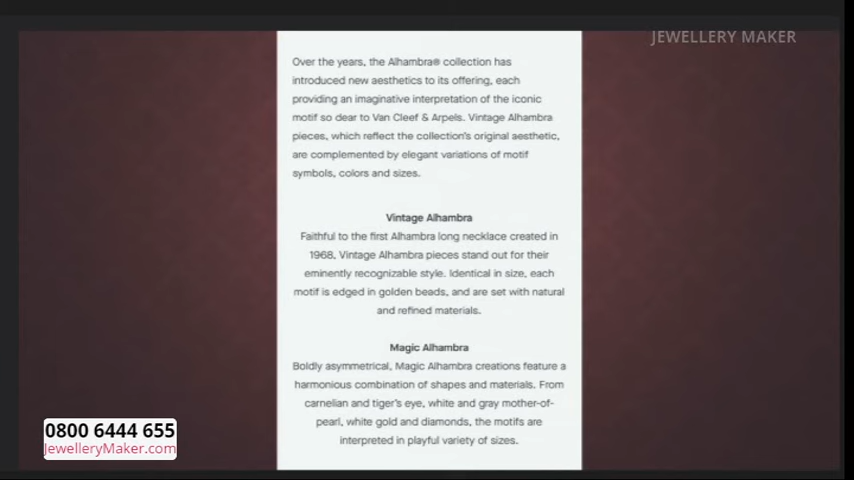 JEWELLERY MAKER
Over the years, the Alhambra® collection has
introduced new aesthetics to its offering, each
providing an imaginative interpretation of the iconic
motif so dear to Van Cleef & Arpels. Vintage Alhambra
pieces, which reflect the collection's original aesthetic,
are complemented by elegant variations of motif
symbols, colors and sizes.
Vintage Alhambra
Faithful to the first Alhambra long necklace created in
1968, Vintage Alhambra pieces stand out for their
eminently recognizable style. Identical in size, each
motif is edged in golden beads, and are set with natural
and refined materials.
Magic Alhambra
Boldly asymmetrical, Magic Alhambra creations feature a
harmonious combination of shapes and materials. From
carnelian and tiger's eye, white and gray mother-of-
pearl, white gold and diamonds, the motifs are
interpreted in playful variety of sizes.
0800 6444 655
JewelleryMaker.com